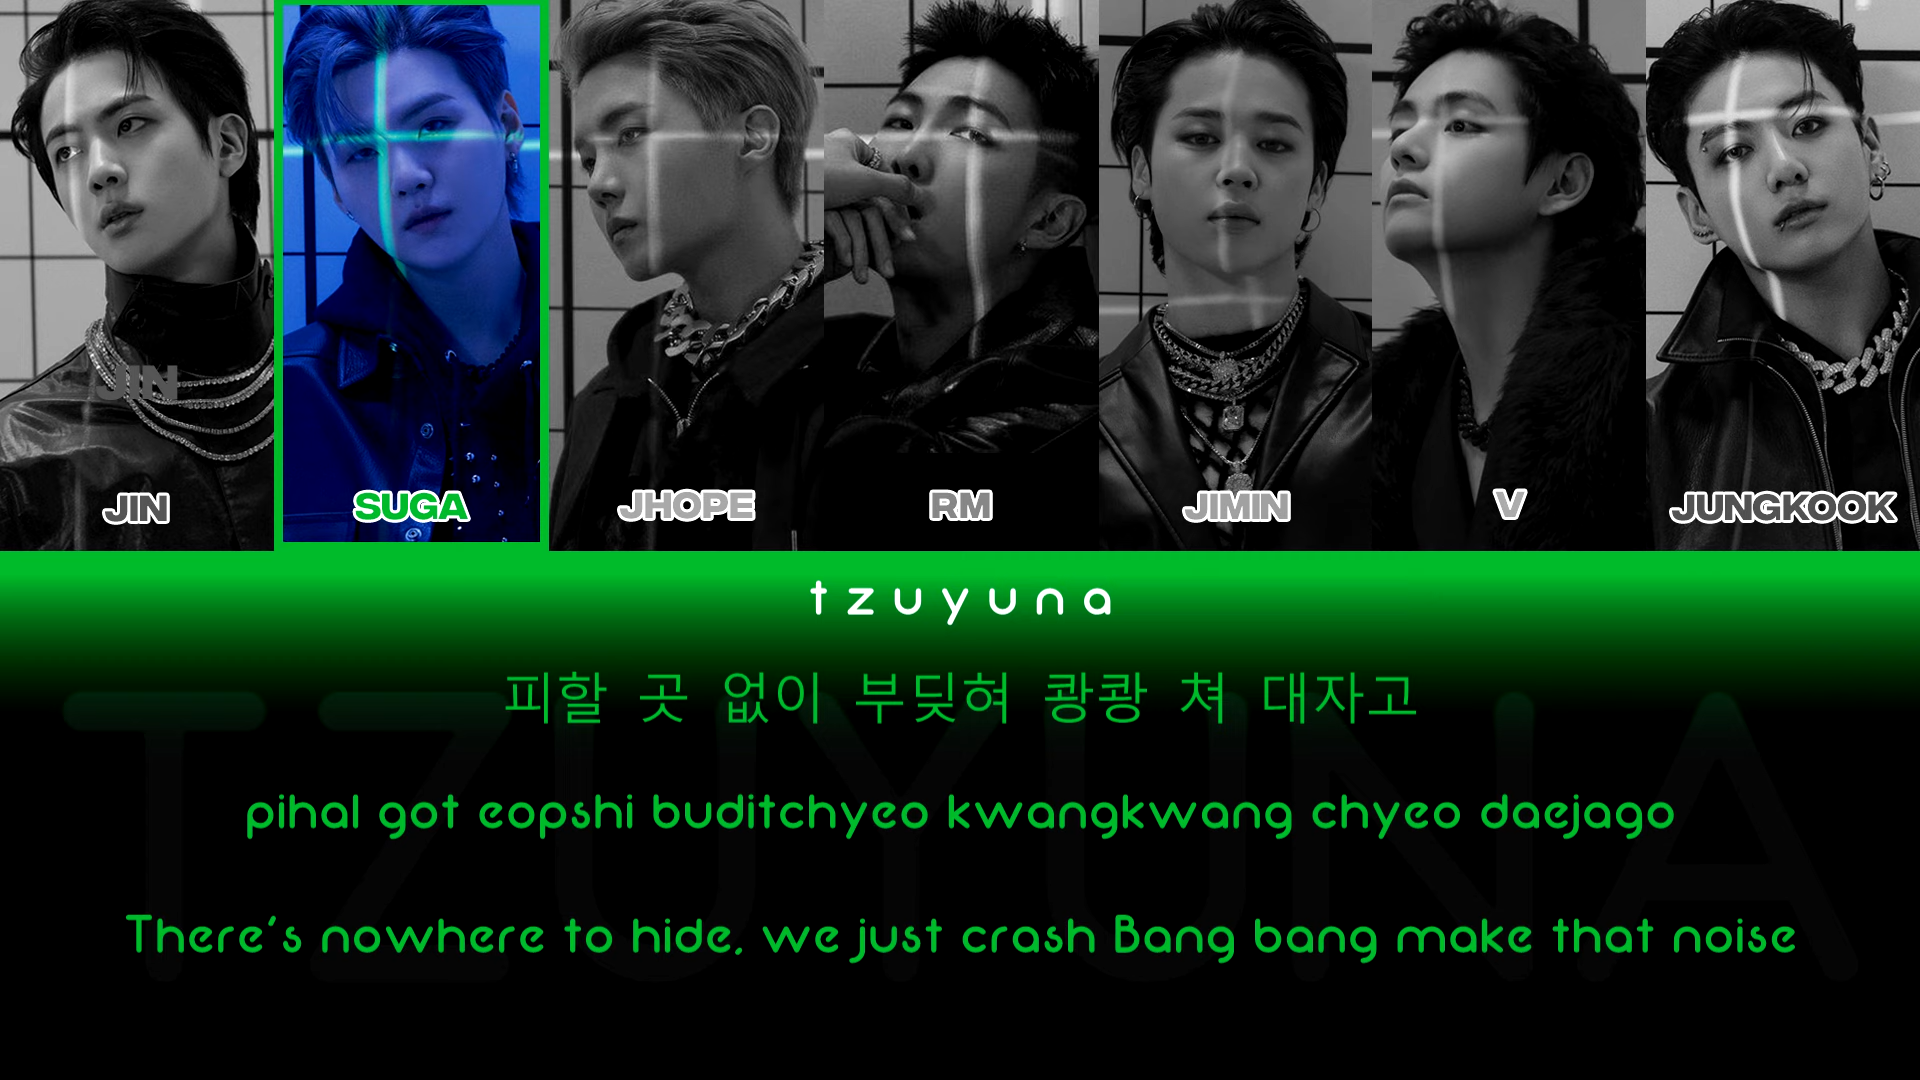 JIN
JIN
SUGA
JHOPE
RM
JIMIN
V
JUNGKOOK
tzuyuna
TZUYUNA
피할 곳 없이 부딪혀 쾅쾅 쳐 대자고
pihal got eopshi buditchyeo kwangkwang chyeo daejago
There's nowhere to hide, we just crash Bang bang make that noise